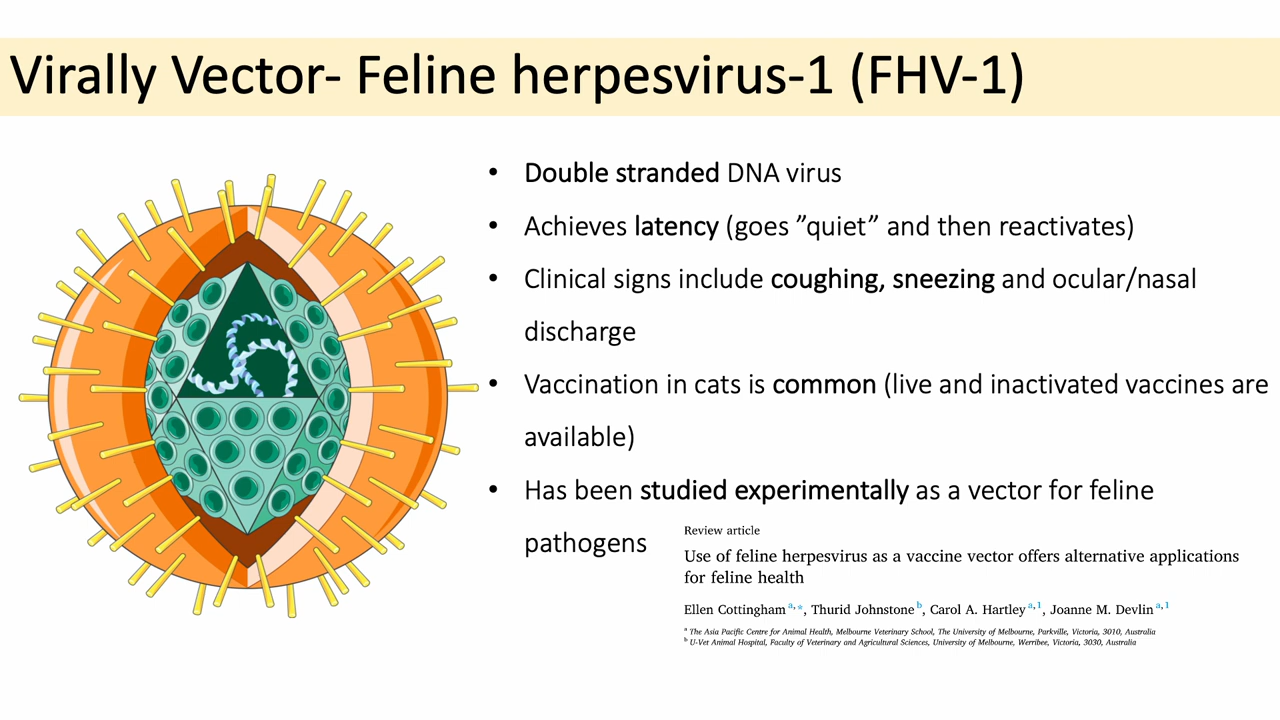 Virally Vector- Feline herpesvirus-1 (FHV-1)
• Double stranded DNA virus
• Achieves latency (goes ”quiet” and then reactivates)
• Clinical signs include coughing, sneezing and ocular/nasal
discharge
• Vaccination in cats is common (live and inactivated vaccines are
available)
• Has been studied experimentally as a vector for feline
pathogens
Review article
Use of feline herpesvirus as a vaccine vector offers alternative applications
for feline health
Ellen Cottingham a,*, Thurid Johnstone b, Carol A. Hartley a,1, Joanne M. Devlin a,1
a The Asia Pacific Centre for Animal Health, Melbourne Veterinary School, The University of Melbourne, Parkville, Victoria, 3010, Australia
b U-Vet Animal Hospital, Faculty of Veterinary and Agricultural Sciences, University of Melbourne, Werribee, Victoria, 3030, Australia